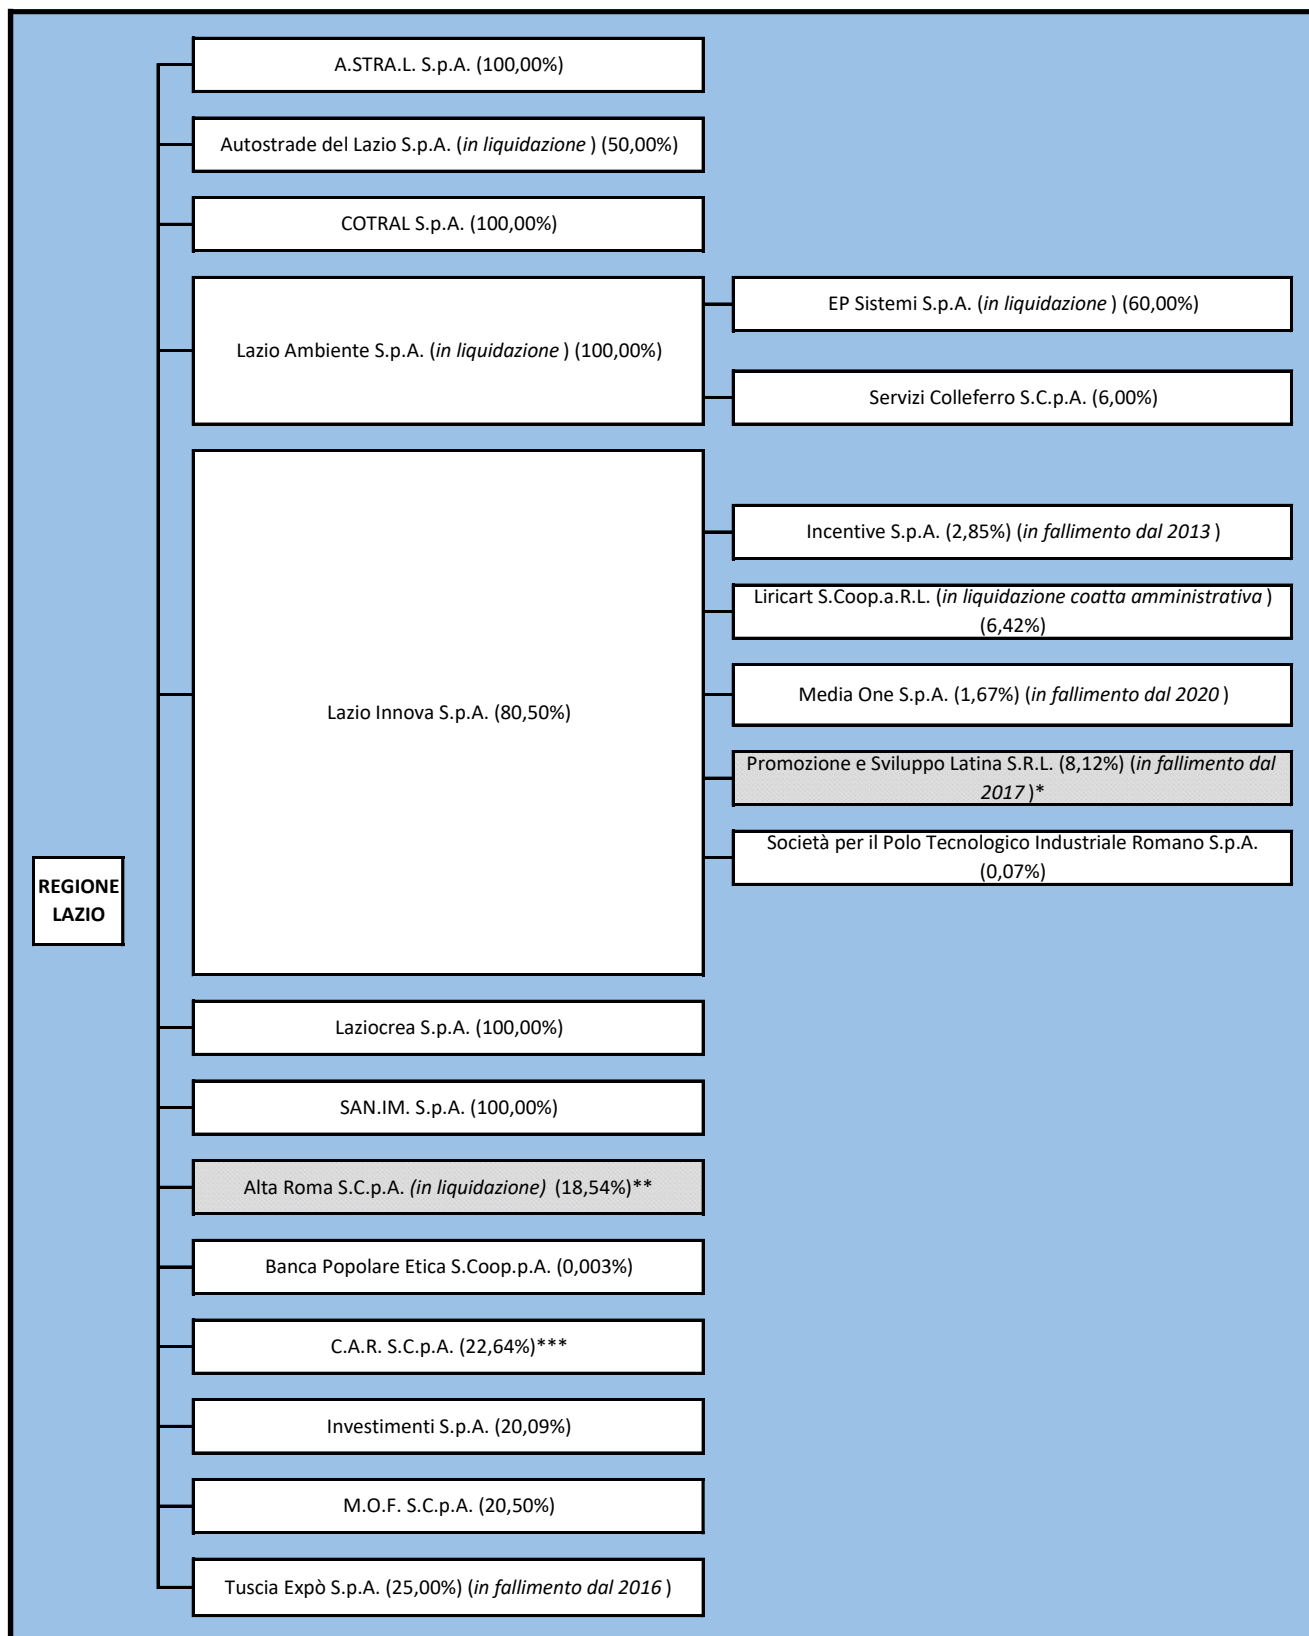 A.STRA.L. S.p.A. (100,00%)
Autostrade del Lazio S.p.A. (in liquidazione ) (50,00%)
COTRAL S.p.A. (100,00%)
Lazio Ambiente S.p.A. (in liquidazione ) (100,00%)
EP Sistemi S.p.A. (in liquidazione ) (60,00%)
Servizi Colleferro S.C.p.A. (6,00%)
Lazio Innova S.p.A. (80,50%)
Incentive S.p.A. (2,85%) (in fallimento dal 2013 )
Liricart S.Coop.a.R.L. (in liquidazione coatta amministrativa )
(6,42%)
Media One S.p.A. (1,67%) (in fallimento dal 2020 )
Promozione e Sviluppo Latina S.R.L. (8,12%) (in fallimento dal
2017 )*
Società per il Polo Tecnologico Industriale Romano S.p.A.
(0,07%)
REGIONE
LAZIO
Laziocrea S.p.A. (100,00%)
SAN.IM. S.p.A. (100,00%)
Alta Roma S.C.p.A. (in liquidazione) (18,54%)**
Banca Popolare Etica S.Coop.p.A. (0,003%)
C.A.R. S.C.p.A. (22,64%)***
Investimenti S.p.A. (20,09%)
M.O.F. S.C.p.A. (20,50%)
Tuscia Expò S.p.A. (25,00%) (in fallimento dal 2016 )